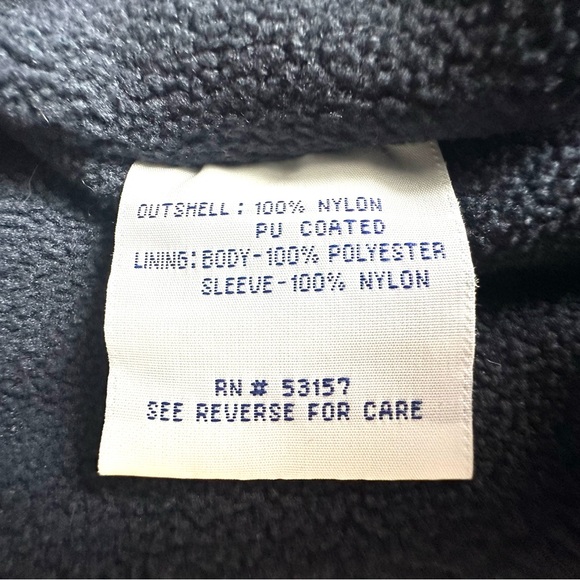 OUTSHELL: 100% NYLON
PU COATED
LINING: BODY-100% POLYESTER
SLEEVE-100% NYLON
RN # 53157
SEE REVERSE FOR CARE